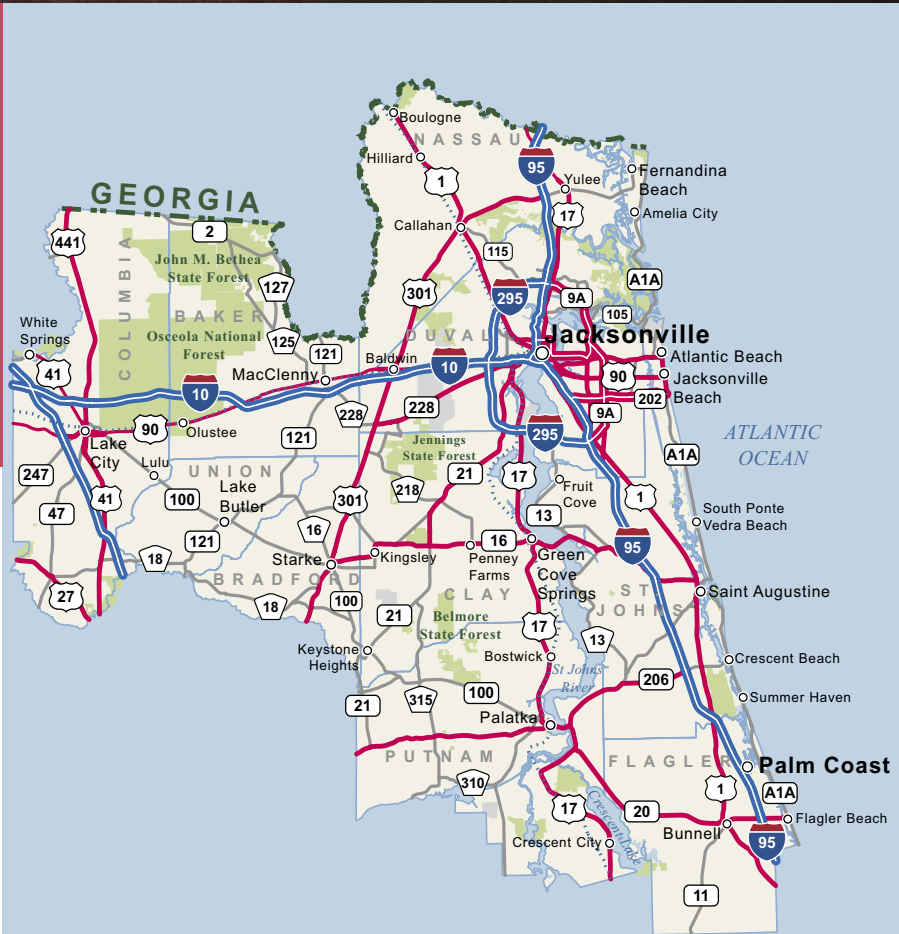 Boulogne
NASSAU
Hilliard
95
1
Yulee
Fernandina
Beach
GEORGIA
17
Amelia City
Callahan
441
2
115
John M. Bethea
State Forest
A1A
127
301
295
9A
COLUMBIA
BAKER
105
White
Springs
Osceola National
Forest
125
DUVAL
Jacksonville
121
Baldwin
Atlantic Beach
41
MacClenny
10
90
Jacksonville
Beach
10
202
228
228
9A
90
Olustee
ATLANTIC
OCEAN
Lake
City
121
Jennings
State Forest
295
A1A
Lulu
UNION
247
21
17
Fruit
Cove
41
100
Lake
Butler
301
218
1
47
13
South Ponte
Vedra Beach
16
121
16
95
18
Starke
Kingsley
Penney
Farms
Green
Cove
Springs
BRADFORD
27
CLAY
ST
JOHNS
Saint Augustine
18
100
21
Belmore
State Forest
17
13
Keystone
Heights
Bostwick
Crescent Beach
St Johns
River
206
315
100
Summer Haven
21
Palatka
PUTNAM
FLAGLER
Palm Coast
310
1
A1A
17
Crescent Lake
20
Flagler Beach
Bunnell
Crescent City
95
11